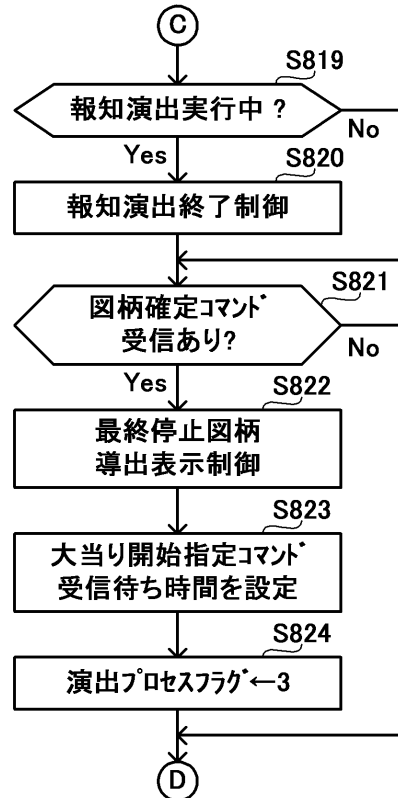 C
S819
報知演出実行中？
No
Yes
S820
報知演出終了制御
S821
図柄確定ｺﾏﾝﾄﾞ
受信あり?
No
Yes
S822
最終停止図柄
導出表示制御
S823
大当り開始指定ｺﾏﾝﾄﾞ
受信待ち時間を設定
S824
演出ﾌﾟﾛｾｽﾌﾗｸﾞ←3
D